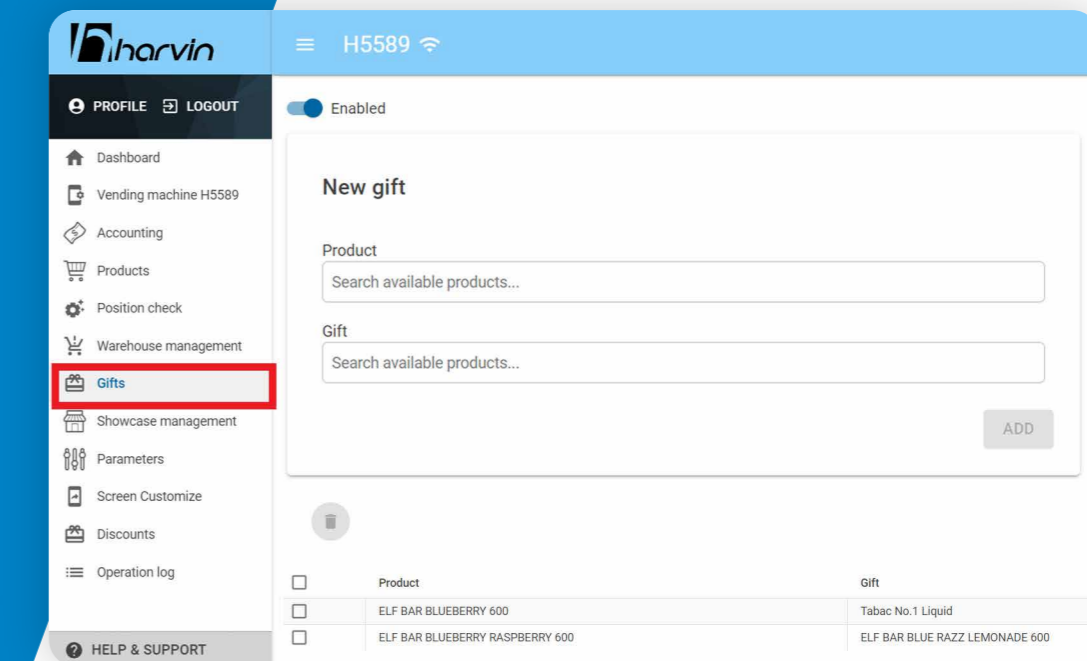 harvin
H5589
PROFILE LOGOUT
Enabled
Dashboard
Vending machine H5589
Accounting
Products
Position check
Warehouse management
Gifts
Showcase management
Parameters
Screen Customize
Discounts
Operation log
HELP & SUPPORT
New gift
Product
Search available products...
Gift
Search available products...
ADD
Product Gift
ELF BAR BLUEBERRY 600 Tabac No.1 Liquid
ELF BAR BLUEBERRY RASPBERRY 600 ELF BAR BLUE RAZZ LEMONADE 600